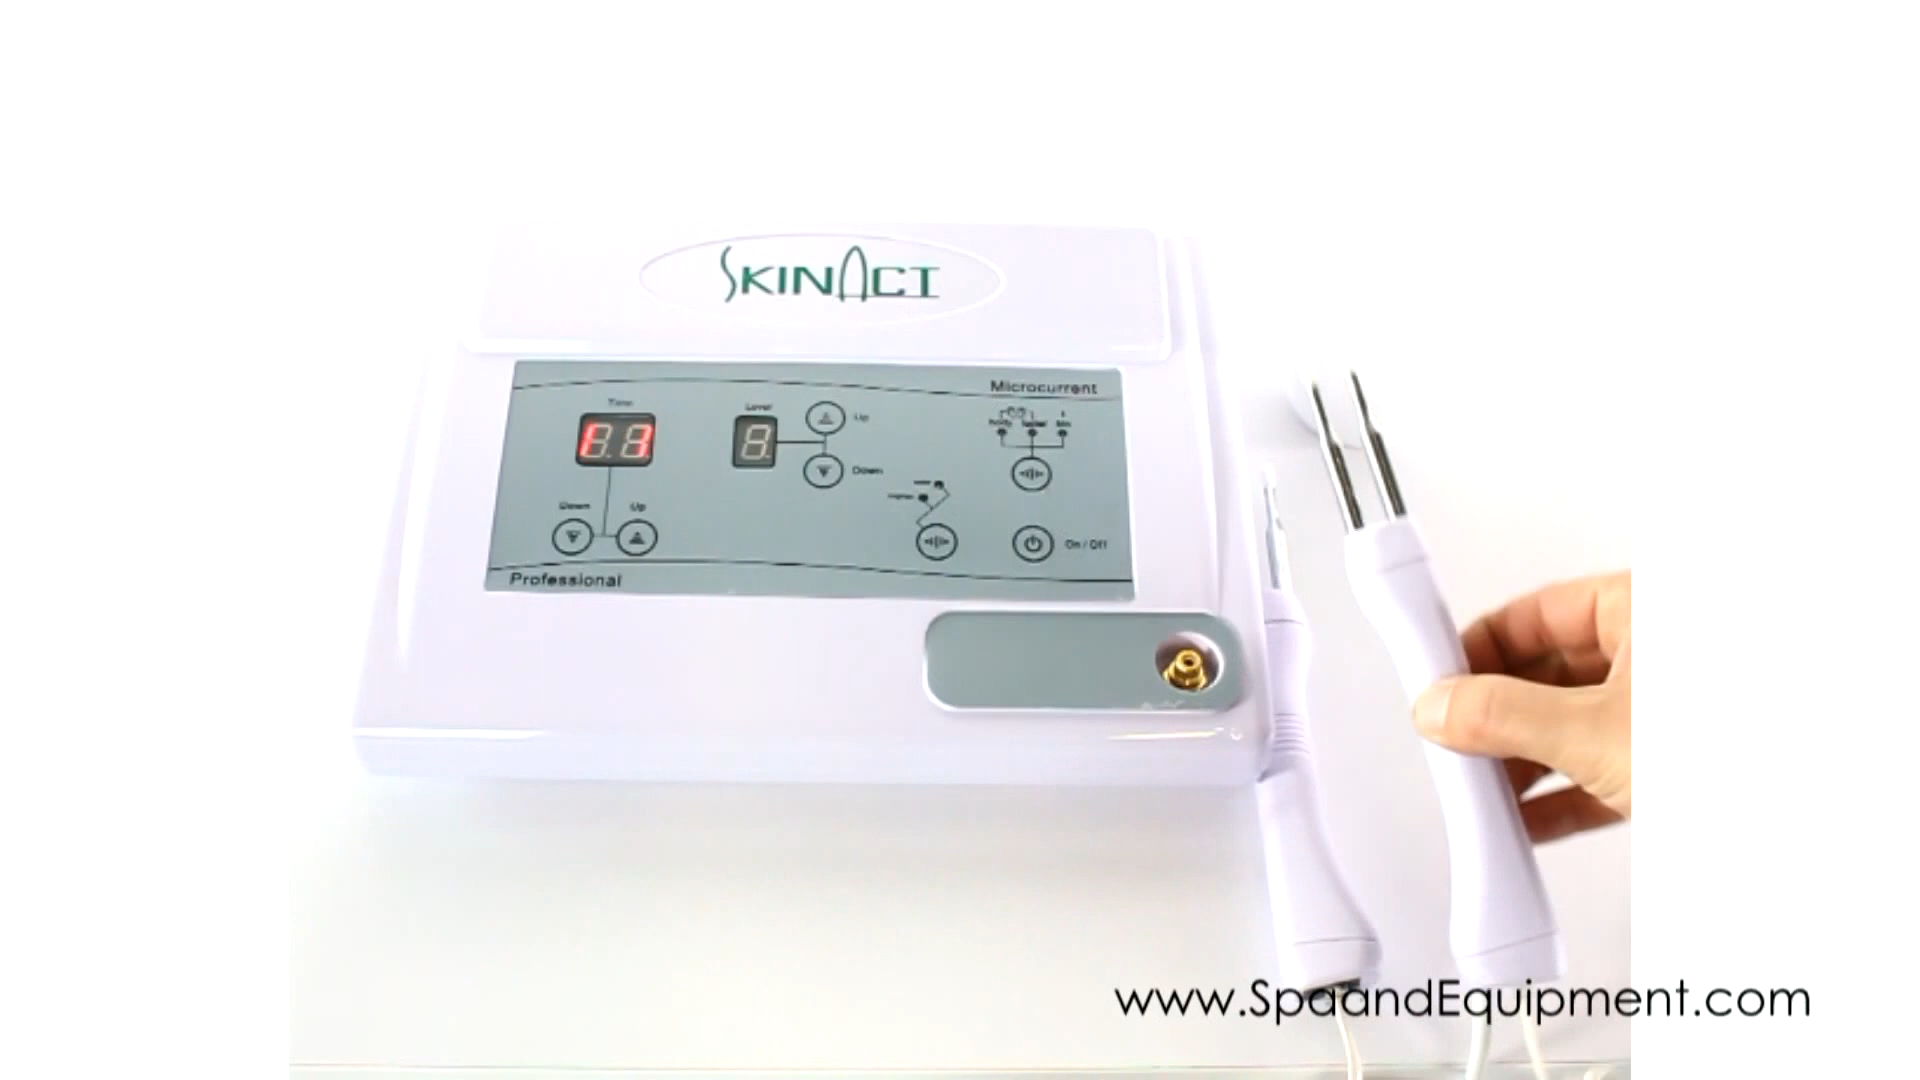 SKINACT
Microcurrent
Time
Level
Up
Down
Down
Up
On / Off
Professional
www.SpaandEquipment.com